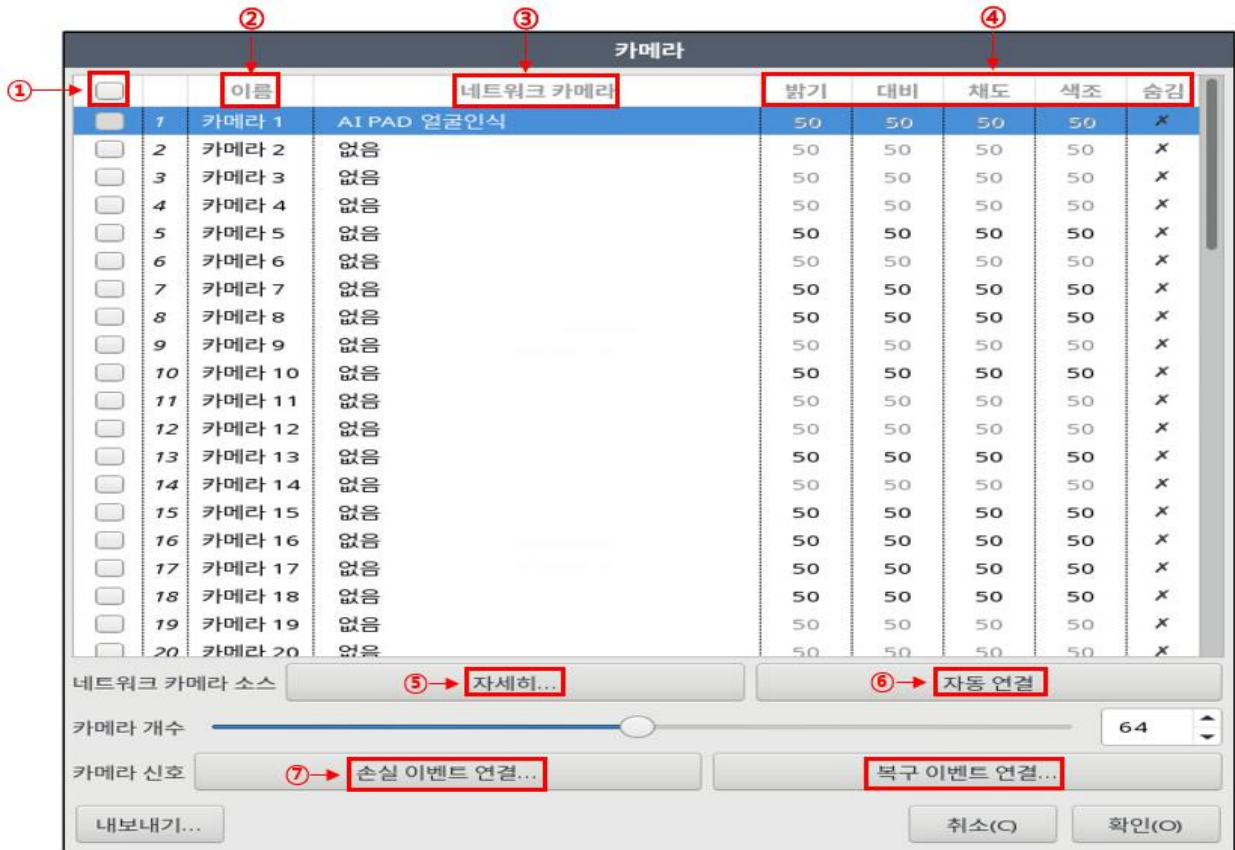 ② ③ ④
카메라
① 이름 네트워크 카메라 밝기 대비 채도 색조 숨김
1 카메라 1 AI PAD 얼굴인식 50 50 50 50 ✗
2 카메라 2 없음 50 50 50 50 ✗
3 카메라 3 없음 50 50 50 50 ✗
4 카메라 4 없음 50 50 50 50 ✗
5 카메라 5 없음 50 50 50 50 ✗
6 카메라 6 없음 50 50 50 50 ✗
7 카메라 7 없음 50 50 50 50 ✗
8 카메라 8 없음 50 50 50 50 ✗
9 카메라 9 없음 50 50 50 50 ✗
10 카메라 10 없음 50 50 50 50 ✗
11 카메라 11 없음 50 50 50 50 ✗
12 카메라 12 없음 50 50 50 50 ✗
13 카메라 13 없음 50 50 50 50 ✗
14 카메라 14 없음 50 50 50 50 ✗
15 카메라 15 없음 50 50 50 50 ✗
16 카메라 16 없음 50 50 50 50 ✗
17 카메라 17 없음 50 50 50 50 ✗
18 카메라 18 없음 50 50 50 50 ✗
19 카메라 19 없음 50 50 50 50 ✗
20 카메라 20 없음 50 50 50 50 ✗
네트워크 카메라 소스 ⑤ 자세히... ⑥ 자동 연결
카메라 개수 64
카메라 신호 ⑦ 손실 이벤트 연결... 복구 이벤트 연결...
내보내기... 취소(C) 확인(O)